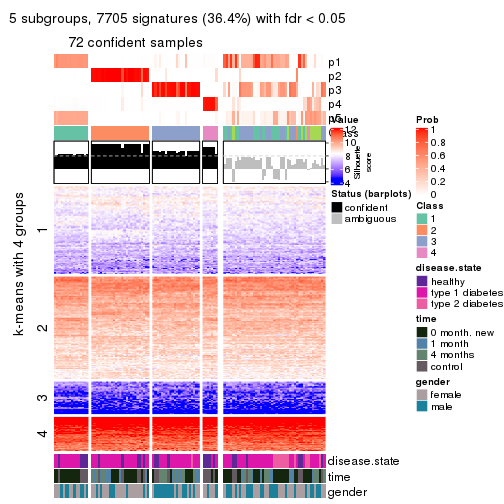 5 subgroups, 7705 signatures (36.4%) with fdr < 0.05
72 confident samples
p1
p2
p3
p4
p5
Class
Value
12
10
8
6
4
Silhouette
score
Status (barplots)
confident
ambiguous
Prob
1
0.8
0.6
0.4
0.2
0
Class
1
2
3
4
disease.state
healthy
type 1 diabetes
type 2 diabetes
time
0 month. new
1 month
4 months
control
gender
female
male
k-means with 4 groups
1
2
3
4
disease.state
time
gender